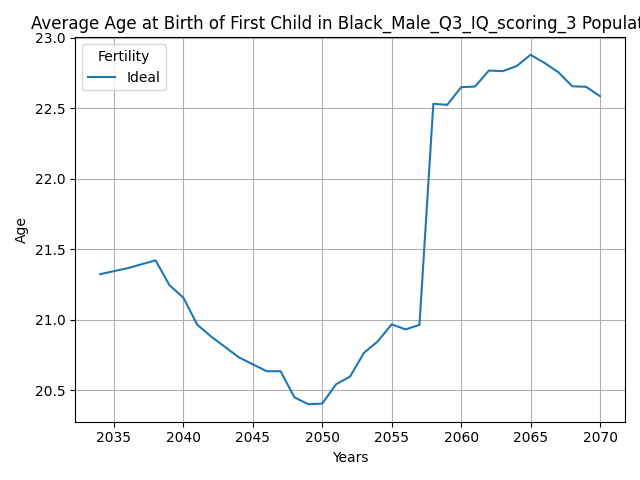 Average Age at Birth of First Child in Black_Male_Q3_IQ_scoring_3 Populat
Fertility
Ideal
23.0
22.5
22.0
21.5
21.0
20.5
Age
2035 2040 2045 2050 2055 2060 2065 2070
Years